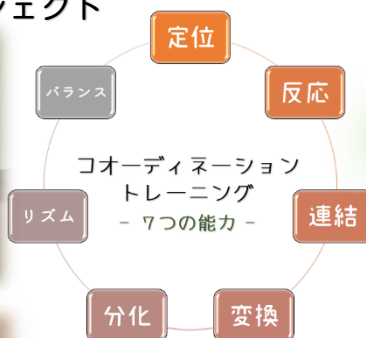 ジェクト
定位
反応
連結
変換
分化
リズム
バランス
コオーディネーション
トレーニング
- 7つの能力 -